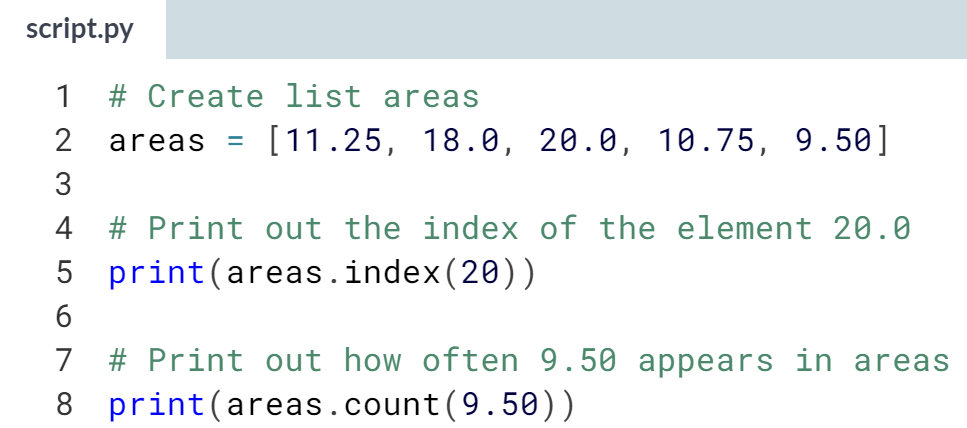 script.py
1 # Create list areas
2 areas = [11.25, 18.0, 20.0, 10.75, 9.50]
3
4 # Print out the index of the element 20.0
5 print(areas.index(20))
6
7 # Print out how often 9.50 appears in areas
8 print(areas.count(9.50))